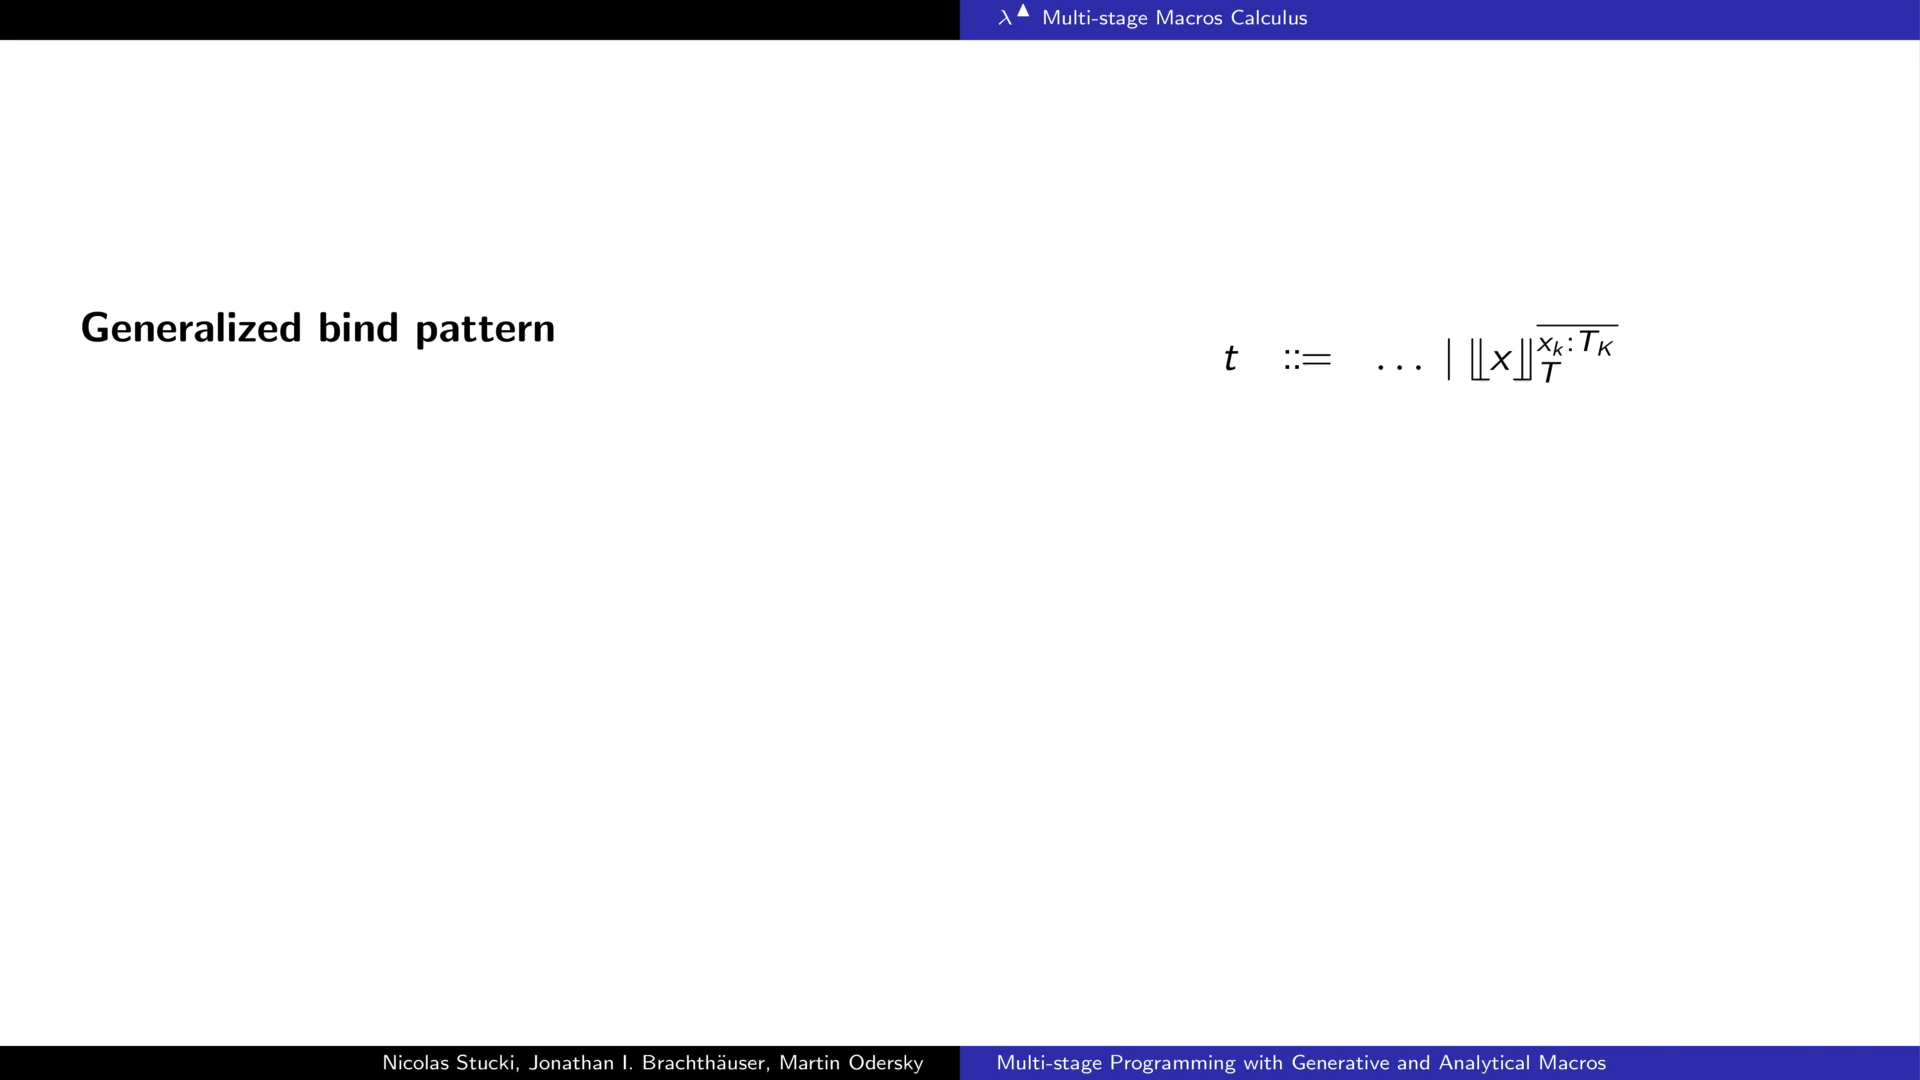 λ▲ Multi-stage Macros Calculus
Generalized bind pattern
t ::= ... | ⟦x⟧_T^{\overline{x_k : T_K}}
Nicolas Stucki, Jonathan I. Brachthäuser, Martin Odersky
Multi-stage Programming with Generative and Analytical Macros